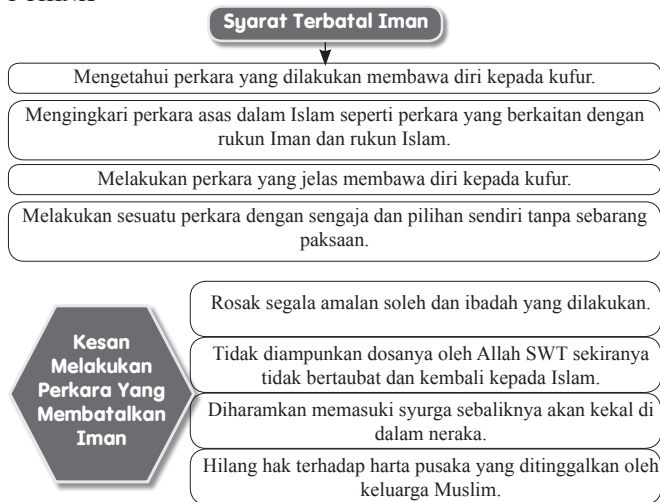 Syarat Terbatal Iman
Mengetahui perkara yang dilakukan membawa diri kepada kufur.
Mengingkari perkara asas dalam Islam seperti perkara yang berkaitan dengan
rukun Iman dan rukun Islam.
Melakukan perkara yang jelas membawa diri kepada kufur.
Melakukan sesuatu perkara dengan sengaja dan pilihan sendiri tanpa sebarang
paksaan.
Kesan
Melakukan
Perkara Yang
Membatalkan
Iman
Rosak segala amalan soleh dan ibadah yang dilakukan.
Tidak diampunkan dosanya oleh Allah SWT sekiranya
tidak bertaubat dan kembali kepada Islam.
Diharamkan memasuki syurga sebaliknya akan kekal di
dalam neraka.
Hilang hak terhadap harta pusaka yang ditinggalkan oleh
keluarga Muslim.